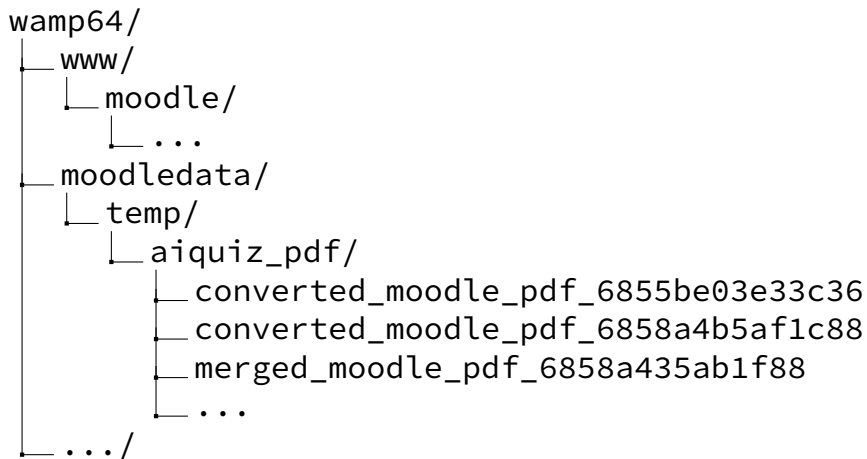 wamp64/
www/
moodle/
...
moodledata/
temp/
aiquiz_pdf/
converted_moodle_pdf_6855be03e33c36
converted_moodle_pdf_6858a4b5af1c88
merged_moodle_pdf_6858a435ab1f88
...
.../